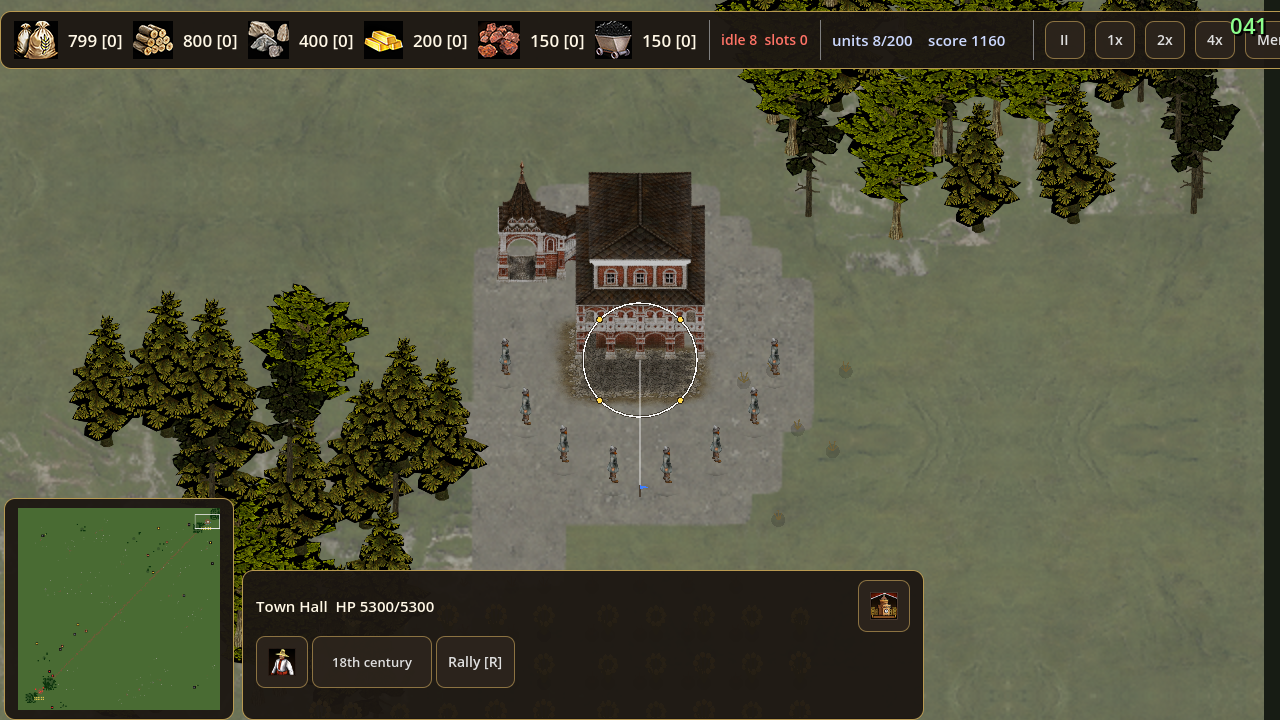 799 [0] 800 [0] 400 [0] 200 [0] 150 [0] 150 [0] idle 8 slots 0 units 8/200 score 1160 II 1x 2x 4x
041
Town Hall HP 5300/5300
18th century Rally [R]